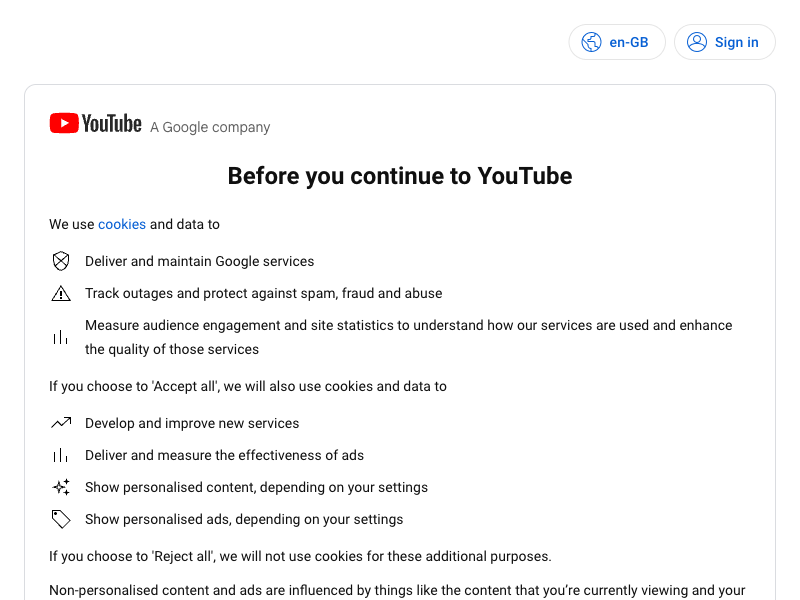 en-GB
Sign in
YouTube A Google company
Before you continue to YouTube
We use cookies and data to
Deliver and maintain Google services
Track outages and protect against spam, fraud and abuse
Measure audience engagement and site statistics to understand how our services are used and enhance
the quality of those services
If you choose to 'Accept all', we will also use cookies and data to
Develop and improve new services
Deliver and measure the effectiveness of ads
Show personalised content, depending on your settings
Show personalised ads, depending on your settings
If you choose to 'Reject all', we will not use cookies for these additional purposes.
Non-personalised content and ads are influenced by things like the content that you’re currently viewing and your